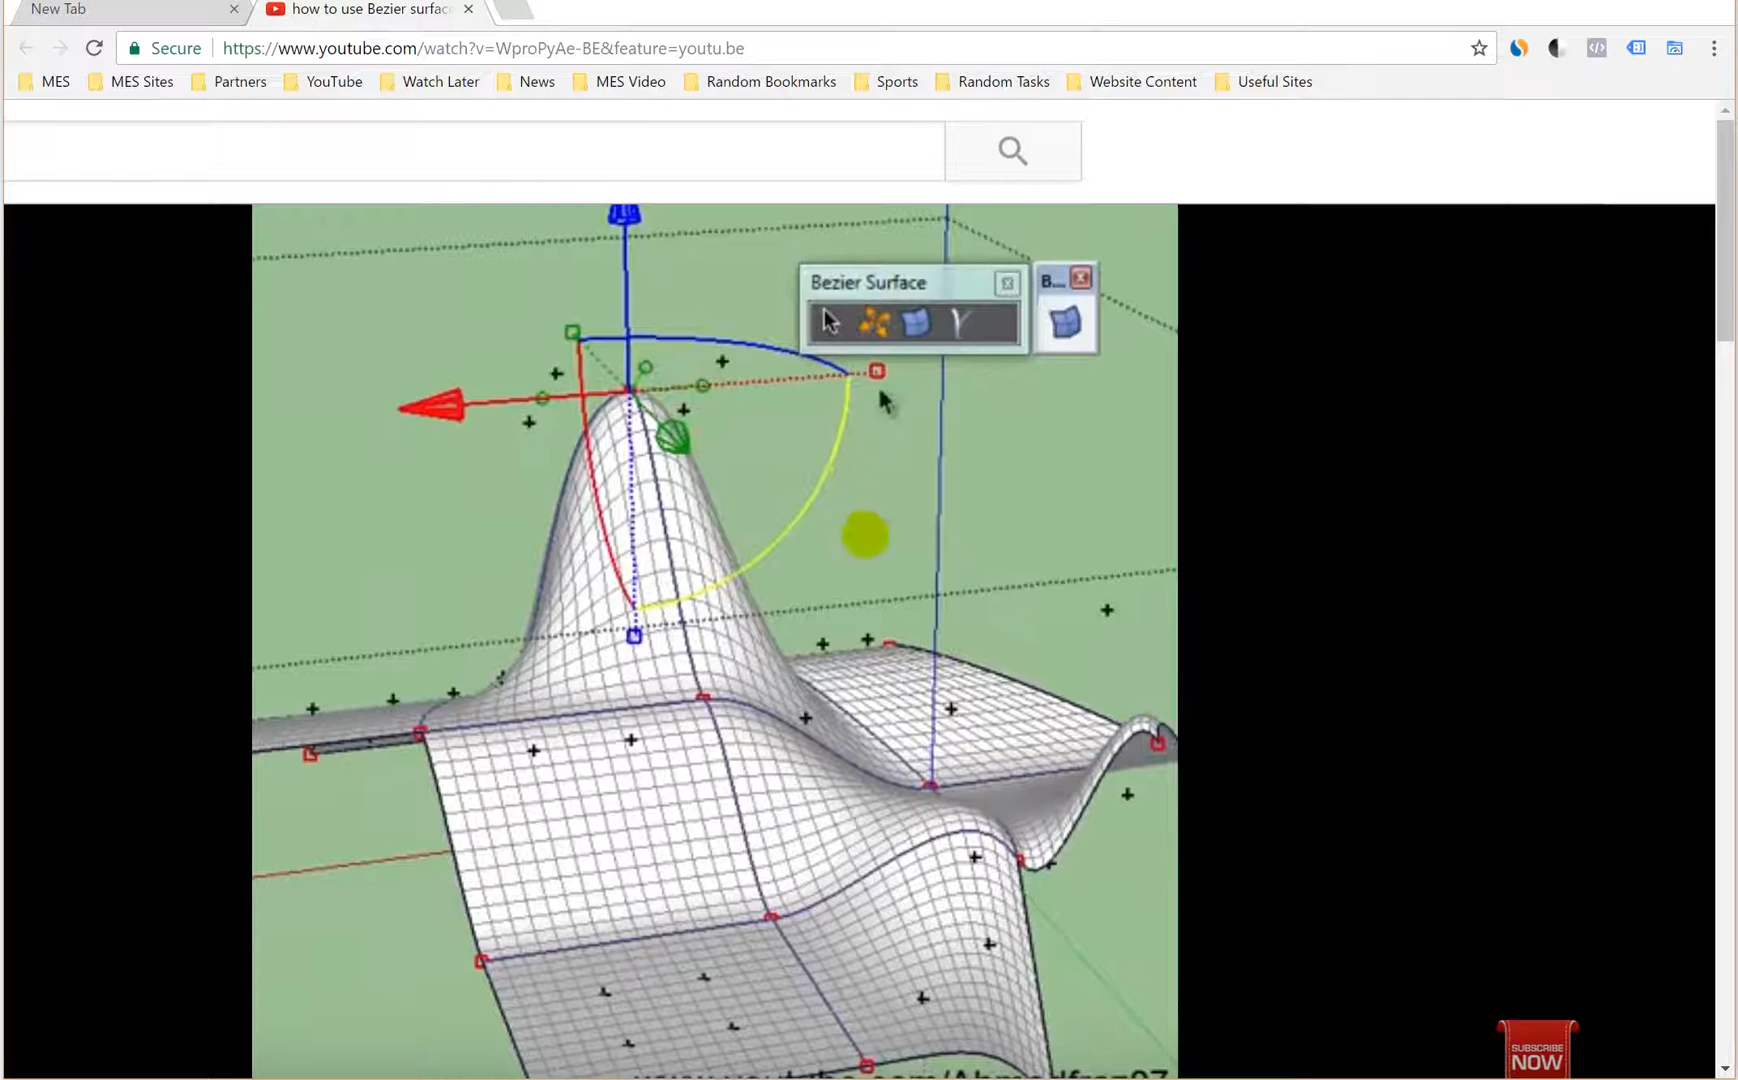 New Tab
how to use Bezier surfac
Secure
https://www.youtube.com/watch?v=WproPyAe-BE&feature=youtu.be
MES
MES Sites
Partners
YouTube
Watch Later
News
MES Video
Random Bookmarks
Sports
Random Tasks
Website Content
Useful Sites
Bezier Surface
B...
SUBSCRIBE
NOW